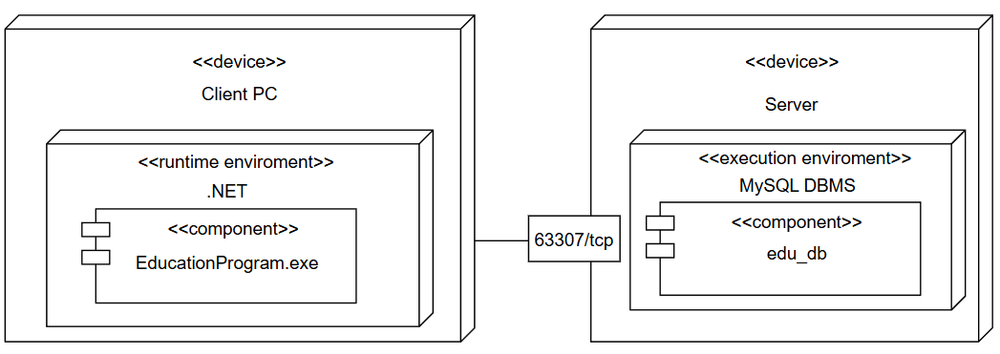 <<device>>
Client PC
<<runtime enviroment>>
.NET
<<component>>
EducationProgram.exe
63307/tcp
<<device>>
Server
<<execution enviroment>>
MySQL DBMS
<<component>>
edu_db